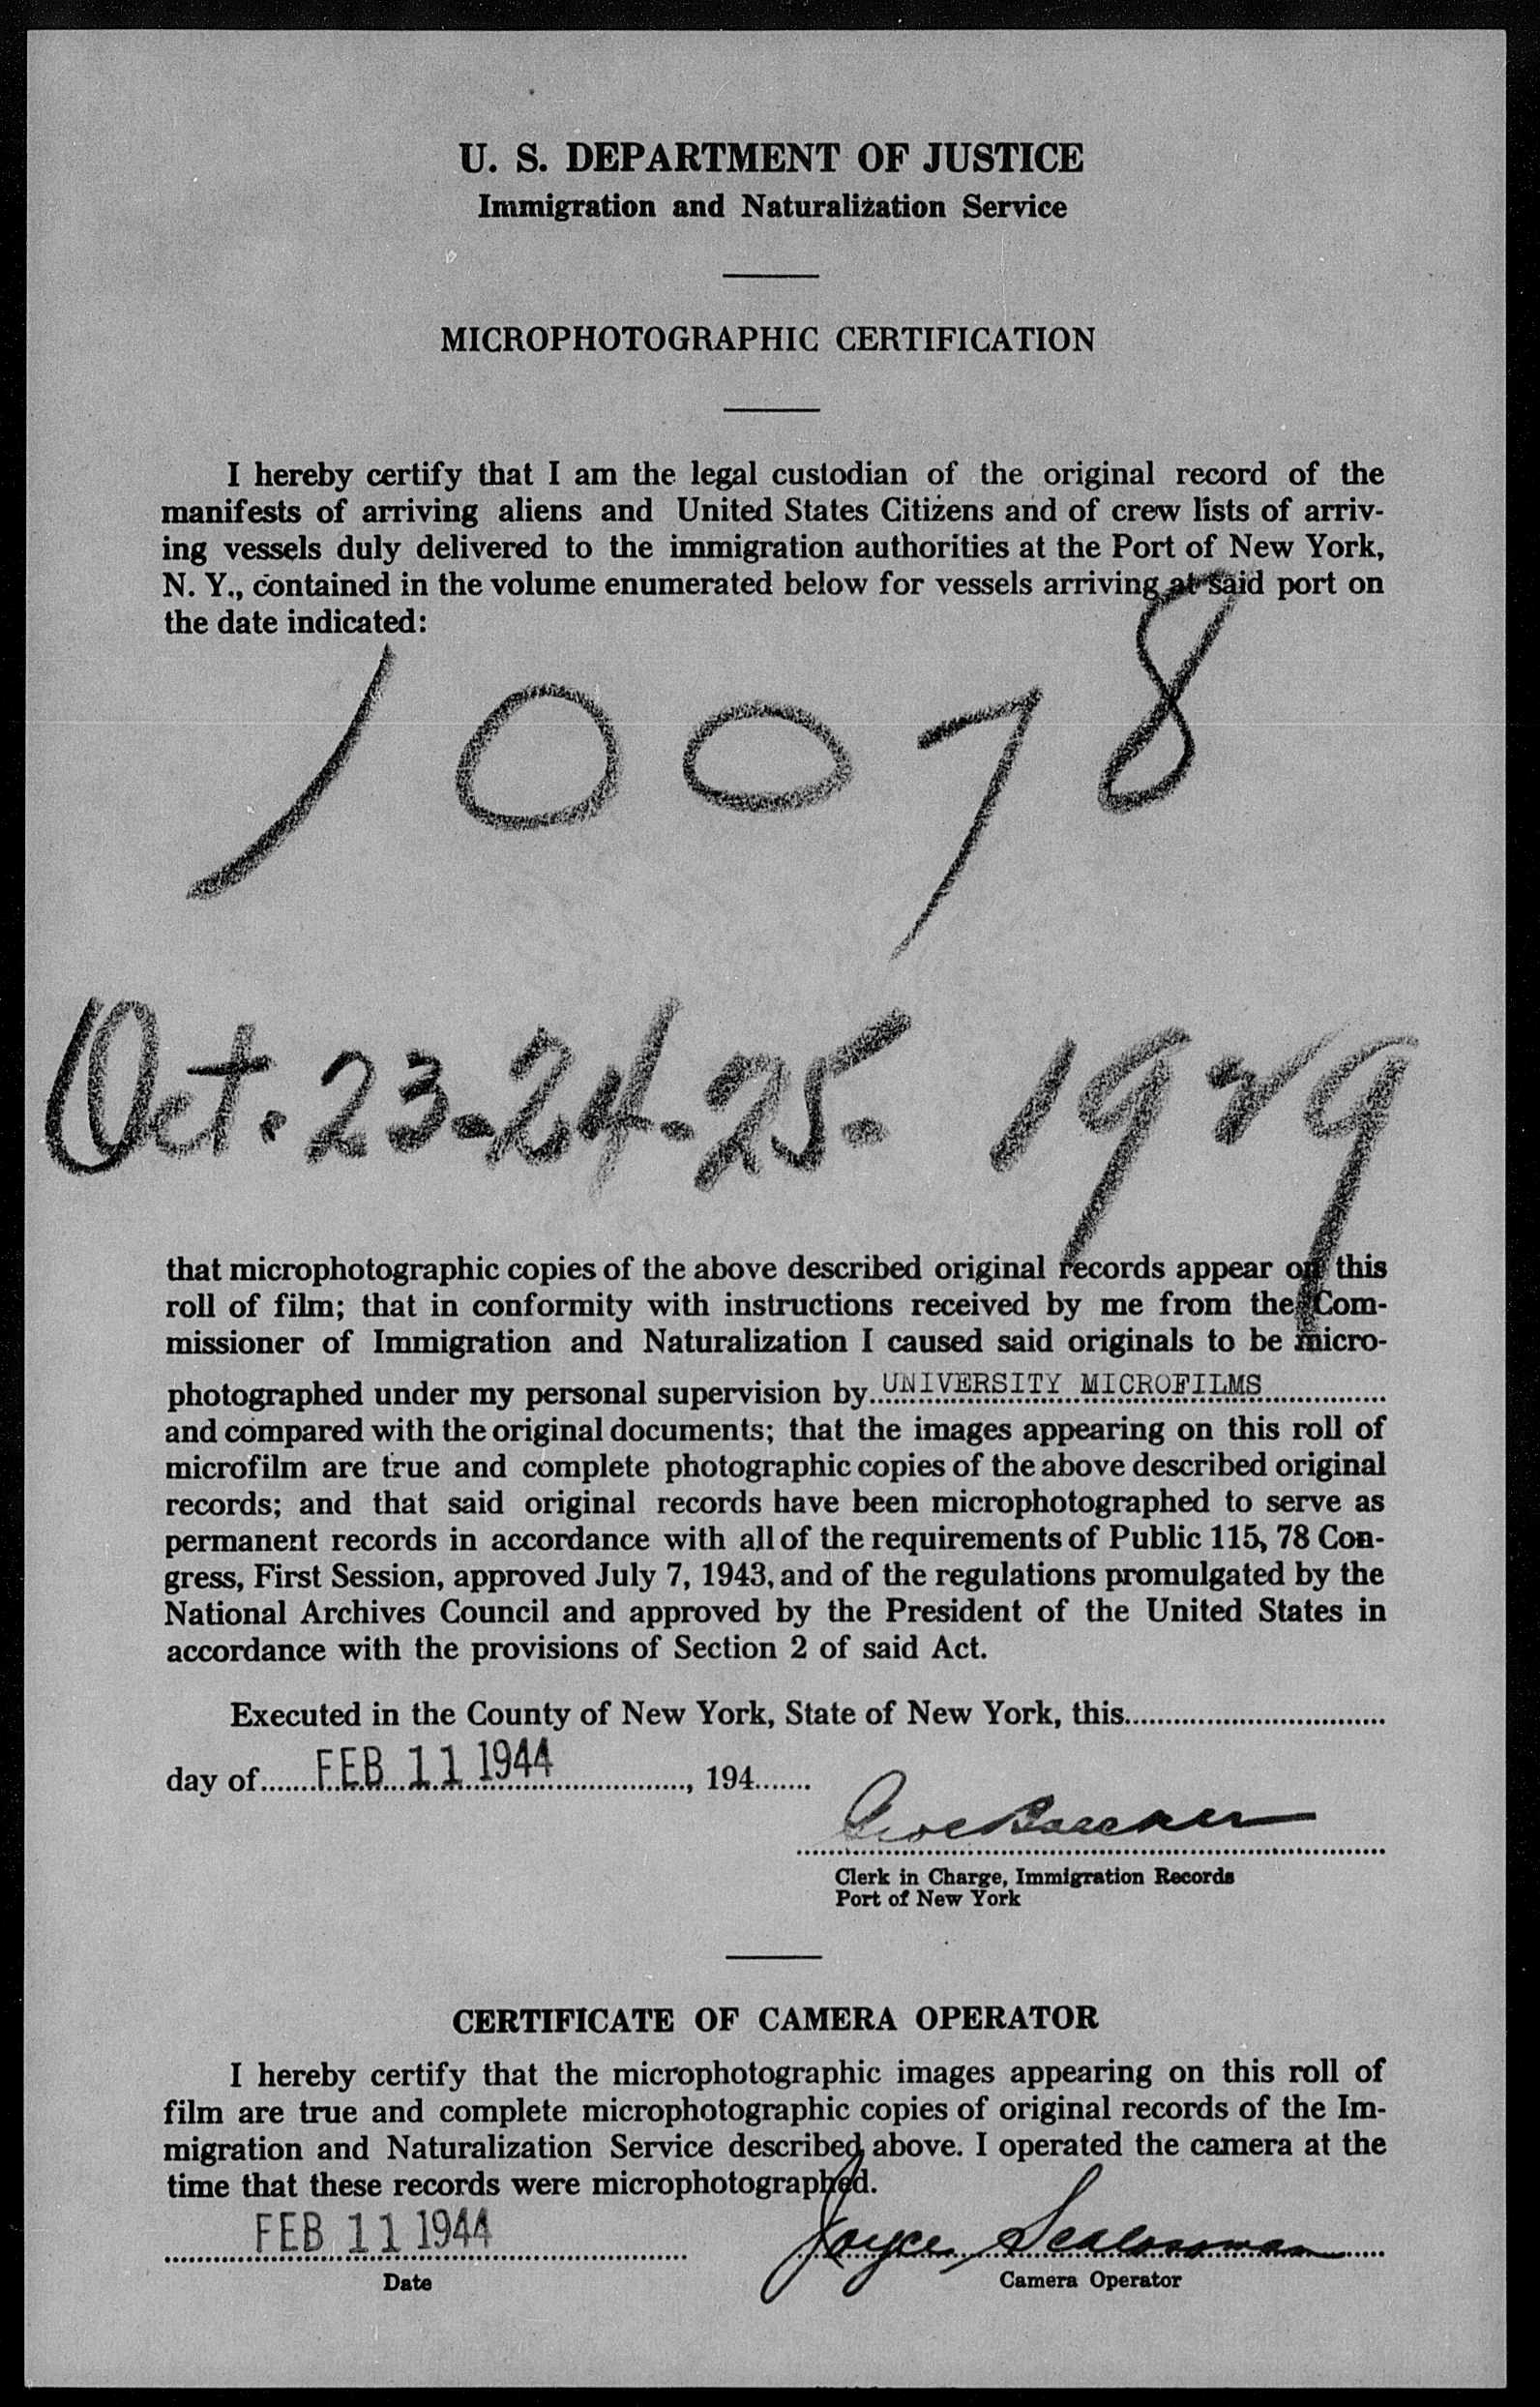 U. S. DEPARTMENT OF JUSTICE
Immigration and Naturalization Service
MICROPHOTOGRAPHIC CERTIFICATION
I hereby certify that I am the legal custodian of the original record of the
manifests of arriving aliens and United States Citizens and of crew lists of arriv-
ing vessels duly delivered to the immigration authorities at the Port of New York,
N. Y., contained in the volume enumerated below for vessels arriving at said port on
the date indicated:
10078
Oct. 23-24-25- 1929
that microphotographic copies of the above described original records appear on this
roll of film; that in conformity with instructions received by me from the Com-
missioner of Immigration and Naturalization I caused said originals to be micro-
photographed under my personal supervision by UNIVERSITY MICROFILMS
and compared with the original documents; that the images appearing on this roll of
microfilm are true and complete photographic copies of the above described original
records; and that said original records have been microphotographed to serve as
permanent records in accordance with all of the requirements of Public 115, 78 Con-
gress, First Session, approved July 7, 1943, and of the regulations promulgated by the
National Archives Council and approved by the President of the United States in
accordance with the provisions of Section 2 of said Act.
Executed in the County of New York, State of New York, this
day of FEB 11 1944, 194
Clerk in Charge, Immigration Records
Port of New York
CERTIFICATE OF CAMERA OPERATOR
I hereby certify that the microphotographic images appearing on this roll of
film are true and complete microphotographic copies of original records of the Im-
migration and Naturalization Service described above. I operated the camera at the
time that these records were microphotographed.
FEB 11 1944 Joyce
Date Camera Operator